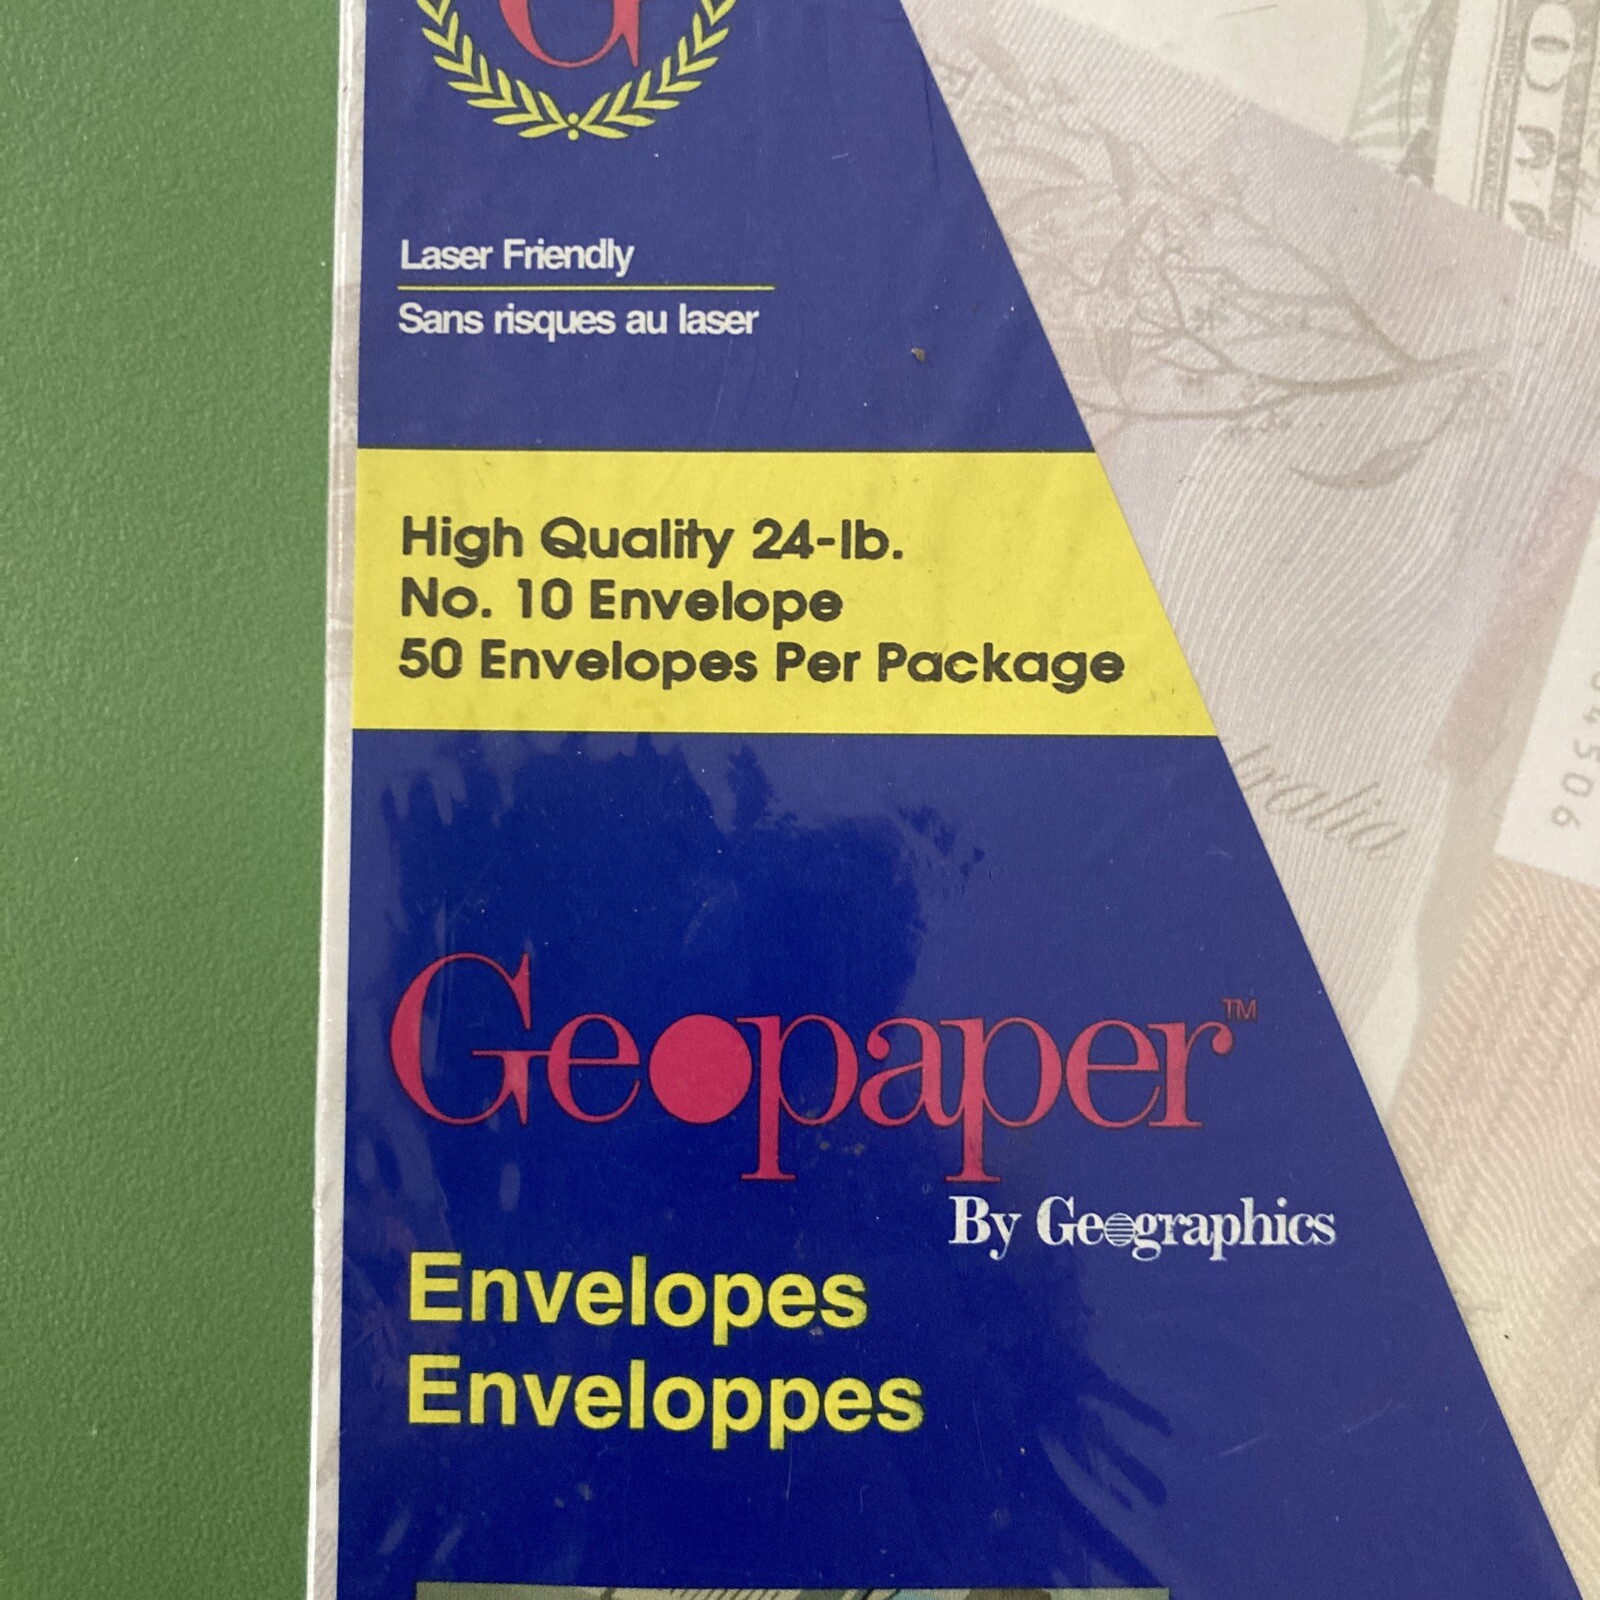 G
Laser Friendly
Sans risques au laser
High Quality 24-lb.
No. 10 Envelope
50 Envelopes Per Package
Geopaper™
By Geographics
Envelopes
Enveloppes